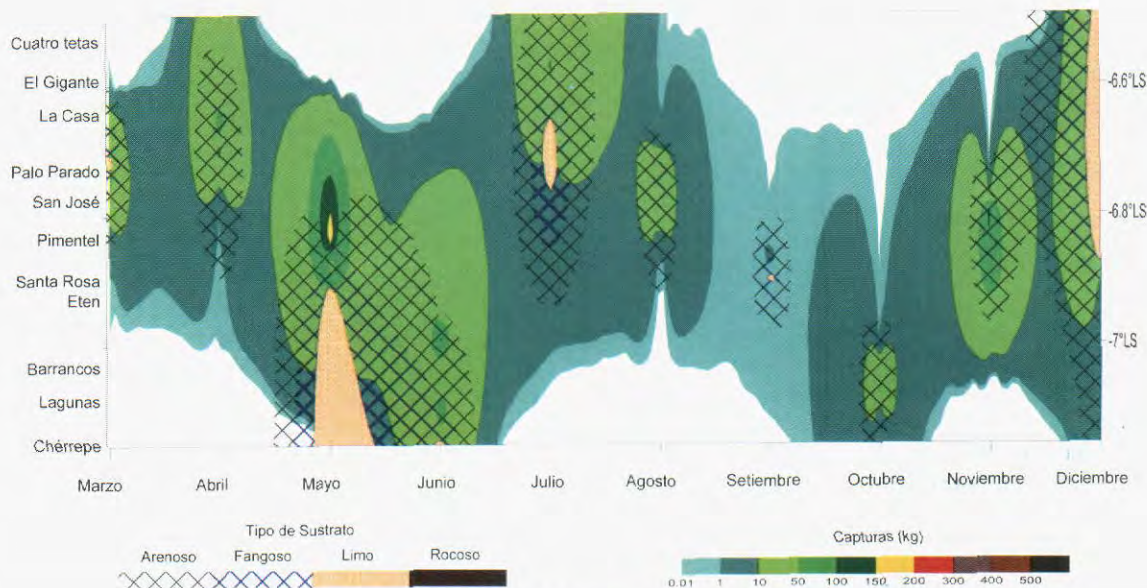 Cuatro tetas
El Gigante
La Casa
Palo Parado
San José
Pimentel
Santa Rosa
Eten
Barrancos
Lagunas
Chérrepe
-6.6°LS
-6.8°LS
-7°LS
Marzo Abril Mayo Junio Julio Agosto Setiembre Octubre Noviembre Diciembre
Tipo de Sustrato
Arenoso Fangoso Limo Rocoso
Capturas (kg)
0.01 1 10 50 100 150 200 300 400 500